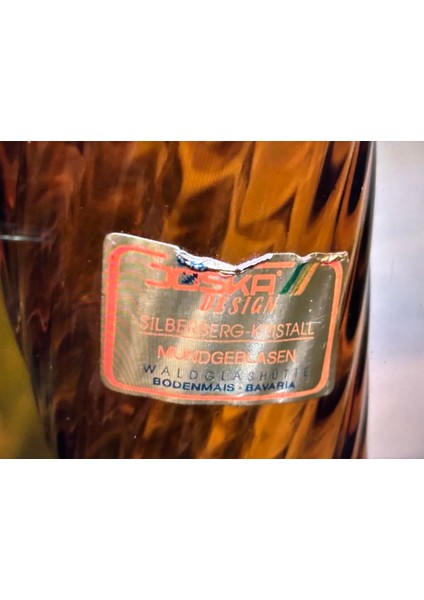 JOSKA®
DESIGN
SILBERBERG-KRISTALL
MUNDGEBLASEN
WALDGLASHÜTTE
BODENMAIS · BAVARIA